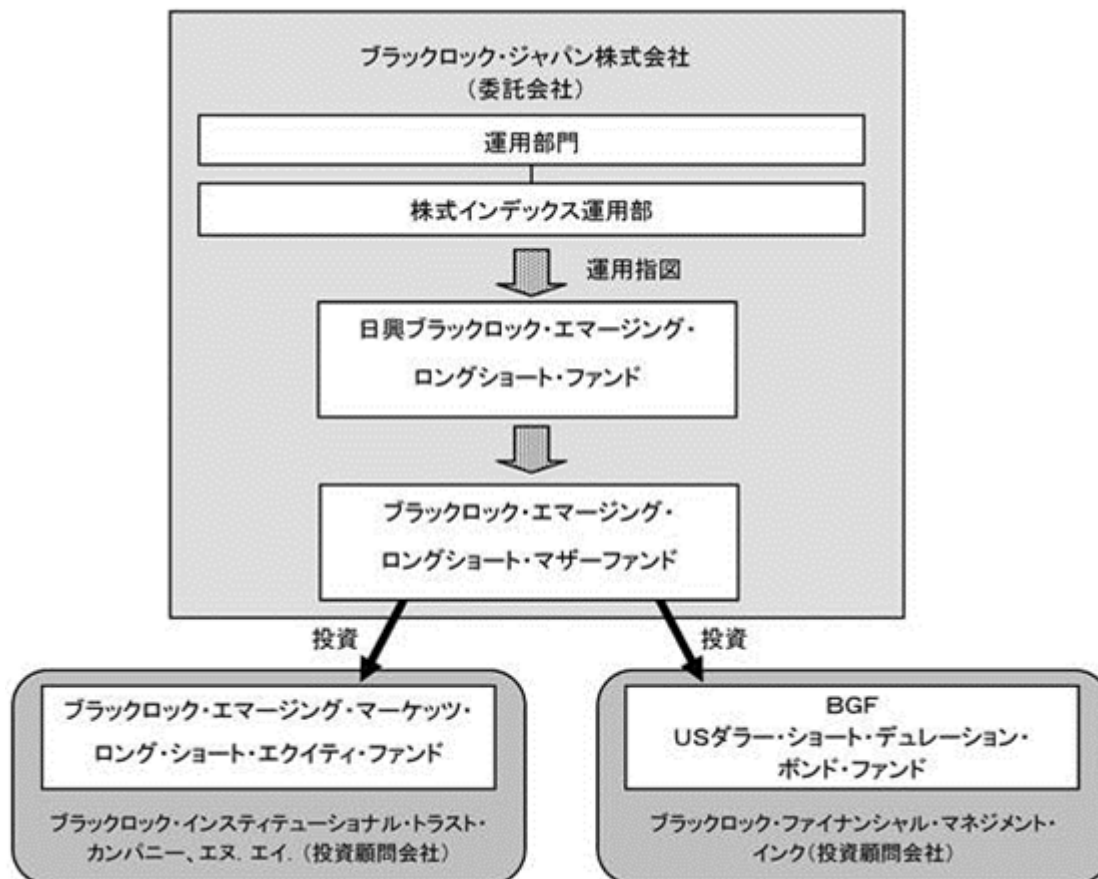 ブラックロック・ジャパン株式会社
（委託会社）
運用部門
株式インデックス運用部
運用指図
日興ブラックロック・エマージング・
ロングショート・ファンド
ブラックロック・エマージング・
ロングショート・マザーファンド
投資
投資
ブラックロック・エマージング・マーケッツ・
ロング・ショート・エクイティ・ファンド
ブラックロック・インスティテューショナル・トラスト・
カンパニー、エヌ．エイ．（投資顧問会社）
BGF
USダラー・ショート・デュレーション・
ボンド・ファンド
ブラックロック・ファイナンシャル・マネジメント・
インク（投資顧問会社）